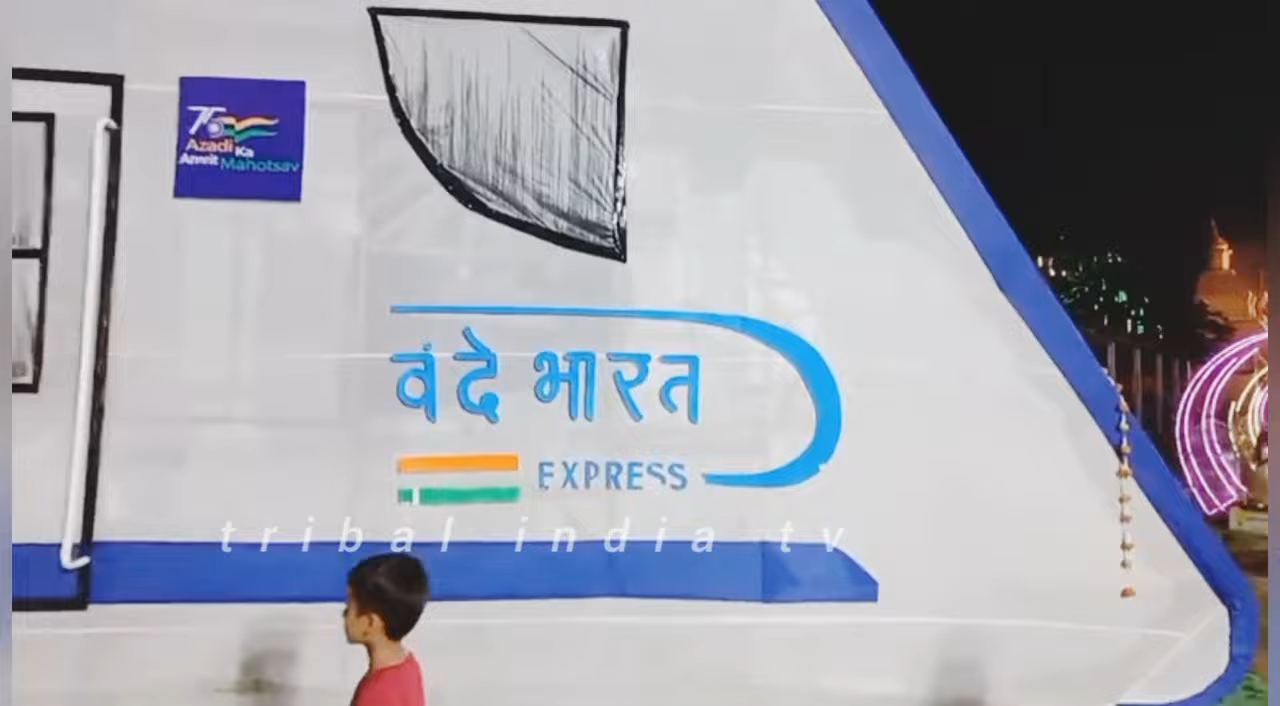 75
Azadi Ka
Amrit Mahotsav
वंदे भारत
EXPRESS
tribal india tv